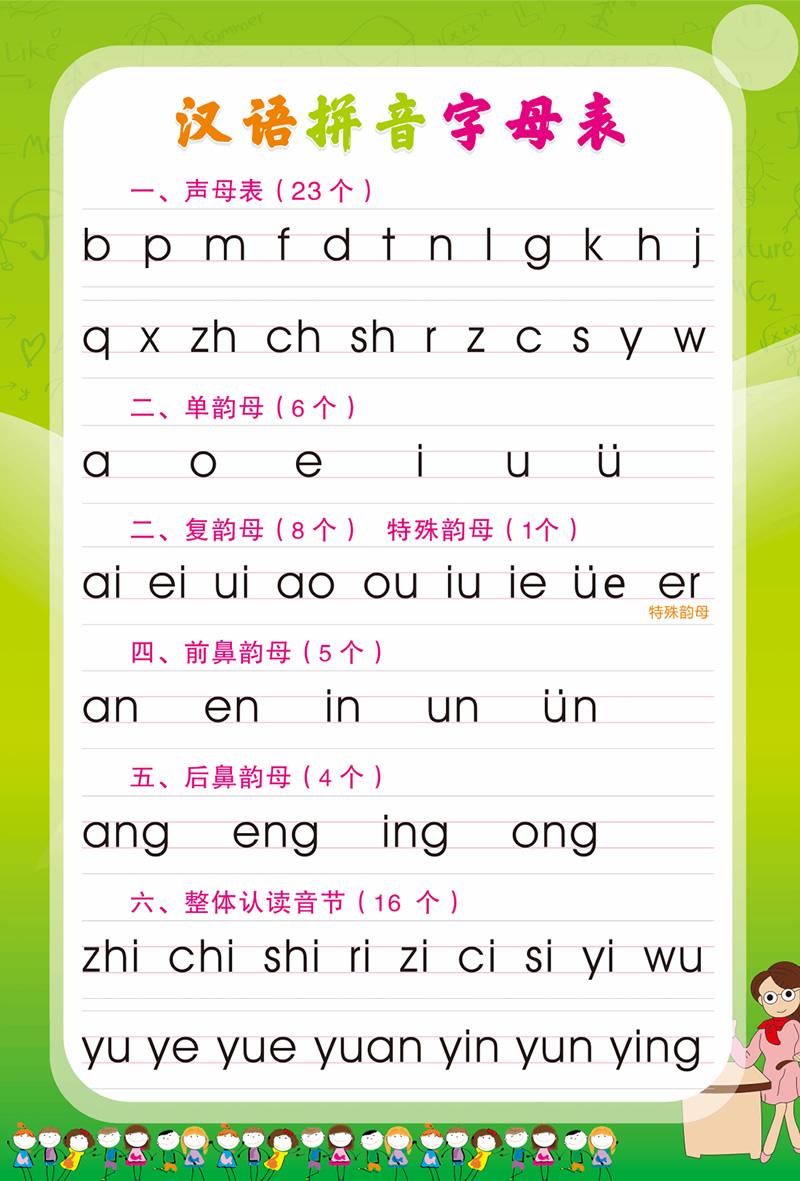 汉语拼音字母表
一、声母表（23 个）
b p m f d t n l g k h j
q x zh ch sh r z c s y w
二、单韵母（6 个）
a o e i u ü
二、复韵母（8 个） 特殊韵母（1个）
ai ei ui ao ou iu ie üe er
特殊韵母
四、前鼻韵母（5 个）
an en in un ün
五、后鼻韵母（4 个）
ang eng ing ong
六、整体认读音节（16 个）
zhi chi shi ri zi ci si yi wu
yu ye yue yuan yin yun ying